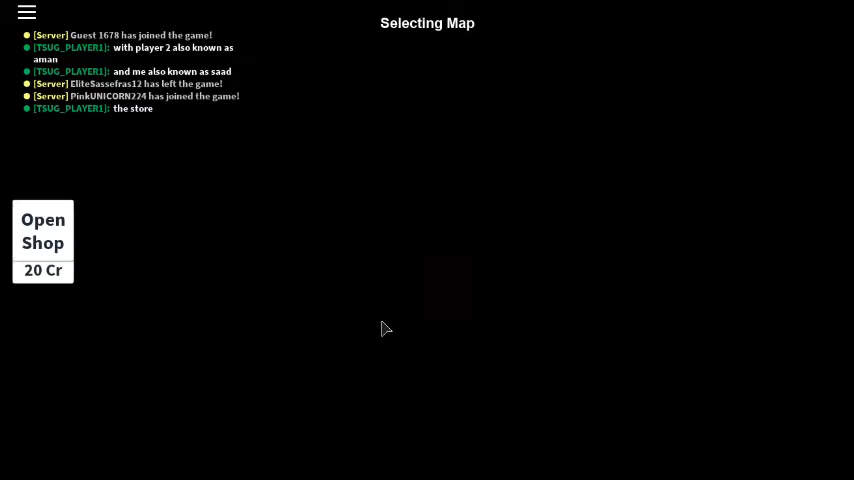 Selecting Map
[Server] Guest 1678 has joined the game!
[TSUG_PLAYER1]: with player 2 also known as
aman
[TSUG_PLAYER1]: and me also known as saad
[Server] EliteSassefras12 has left the game!
[Server] PinkUNICORN224 has joined the game!
[TSUG_PLAYER1]: the store
Open
Shop
20 Cr